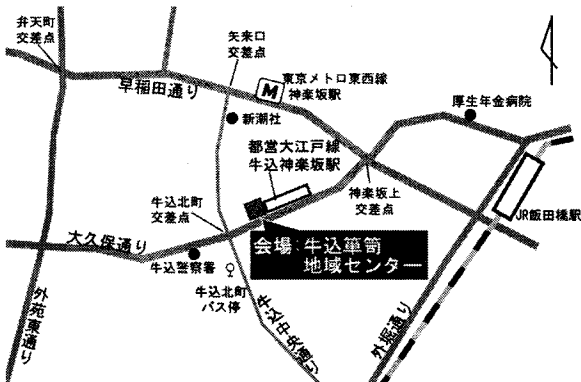 弁天町
交差点
矢来口
交差点
早稲田通り
M
東京メトロ東西線
神楽坂駅
新潮社
厚生年金病院
都営大江戸線
牛込神楽坂駅
牛込北町
交差点
神楽坂上
交差点
JR飯田橋駅
大久保通り
会場:牛込箪笥
地域センター
牛込警察署
牛込北町
バス停
外苑東通り
牛込中央通り
外堀通り